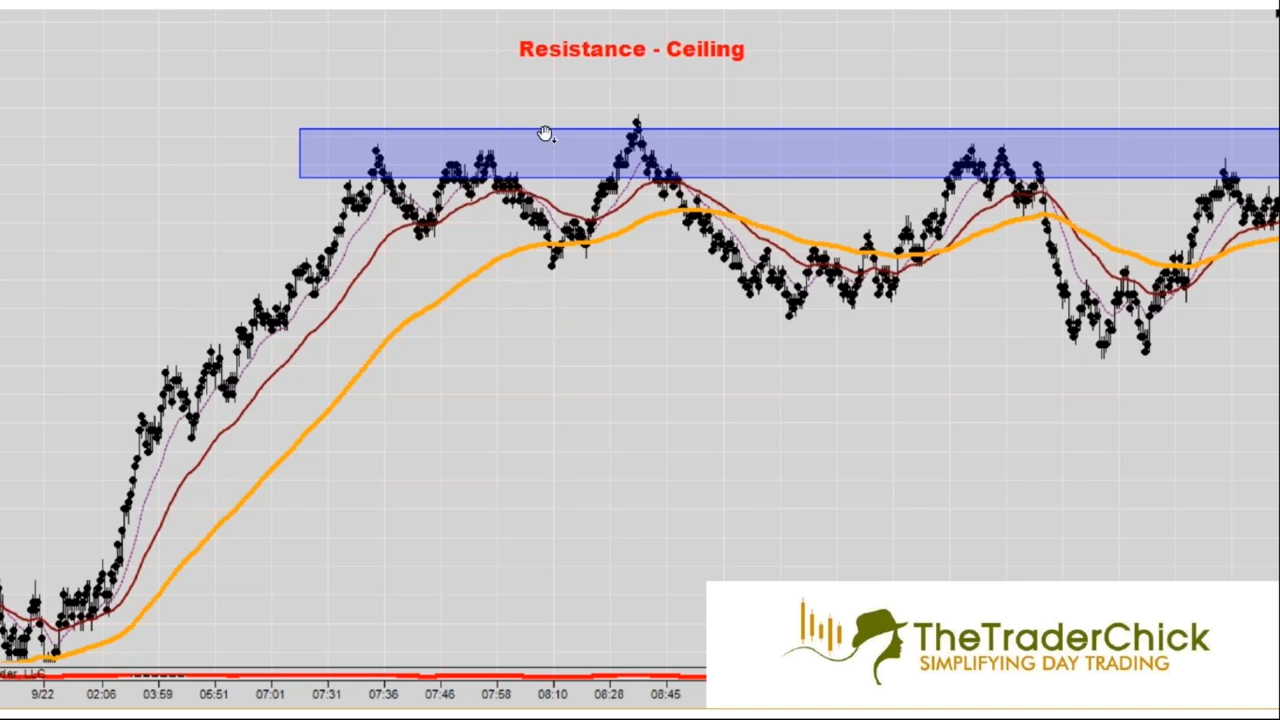 Resistance - Ceiling
TheTraderChick
SIMPLIFYING DAY TRADING
9/22 02:06 03:59 05:51 07:01 07:31 07:36 07:46 07:58 08:10 08:28 08:45